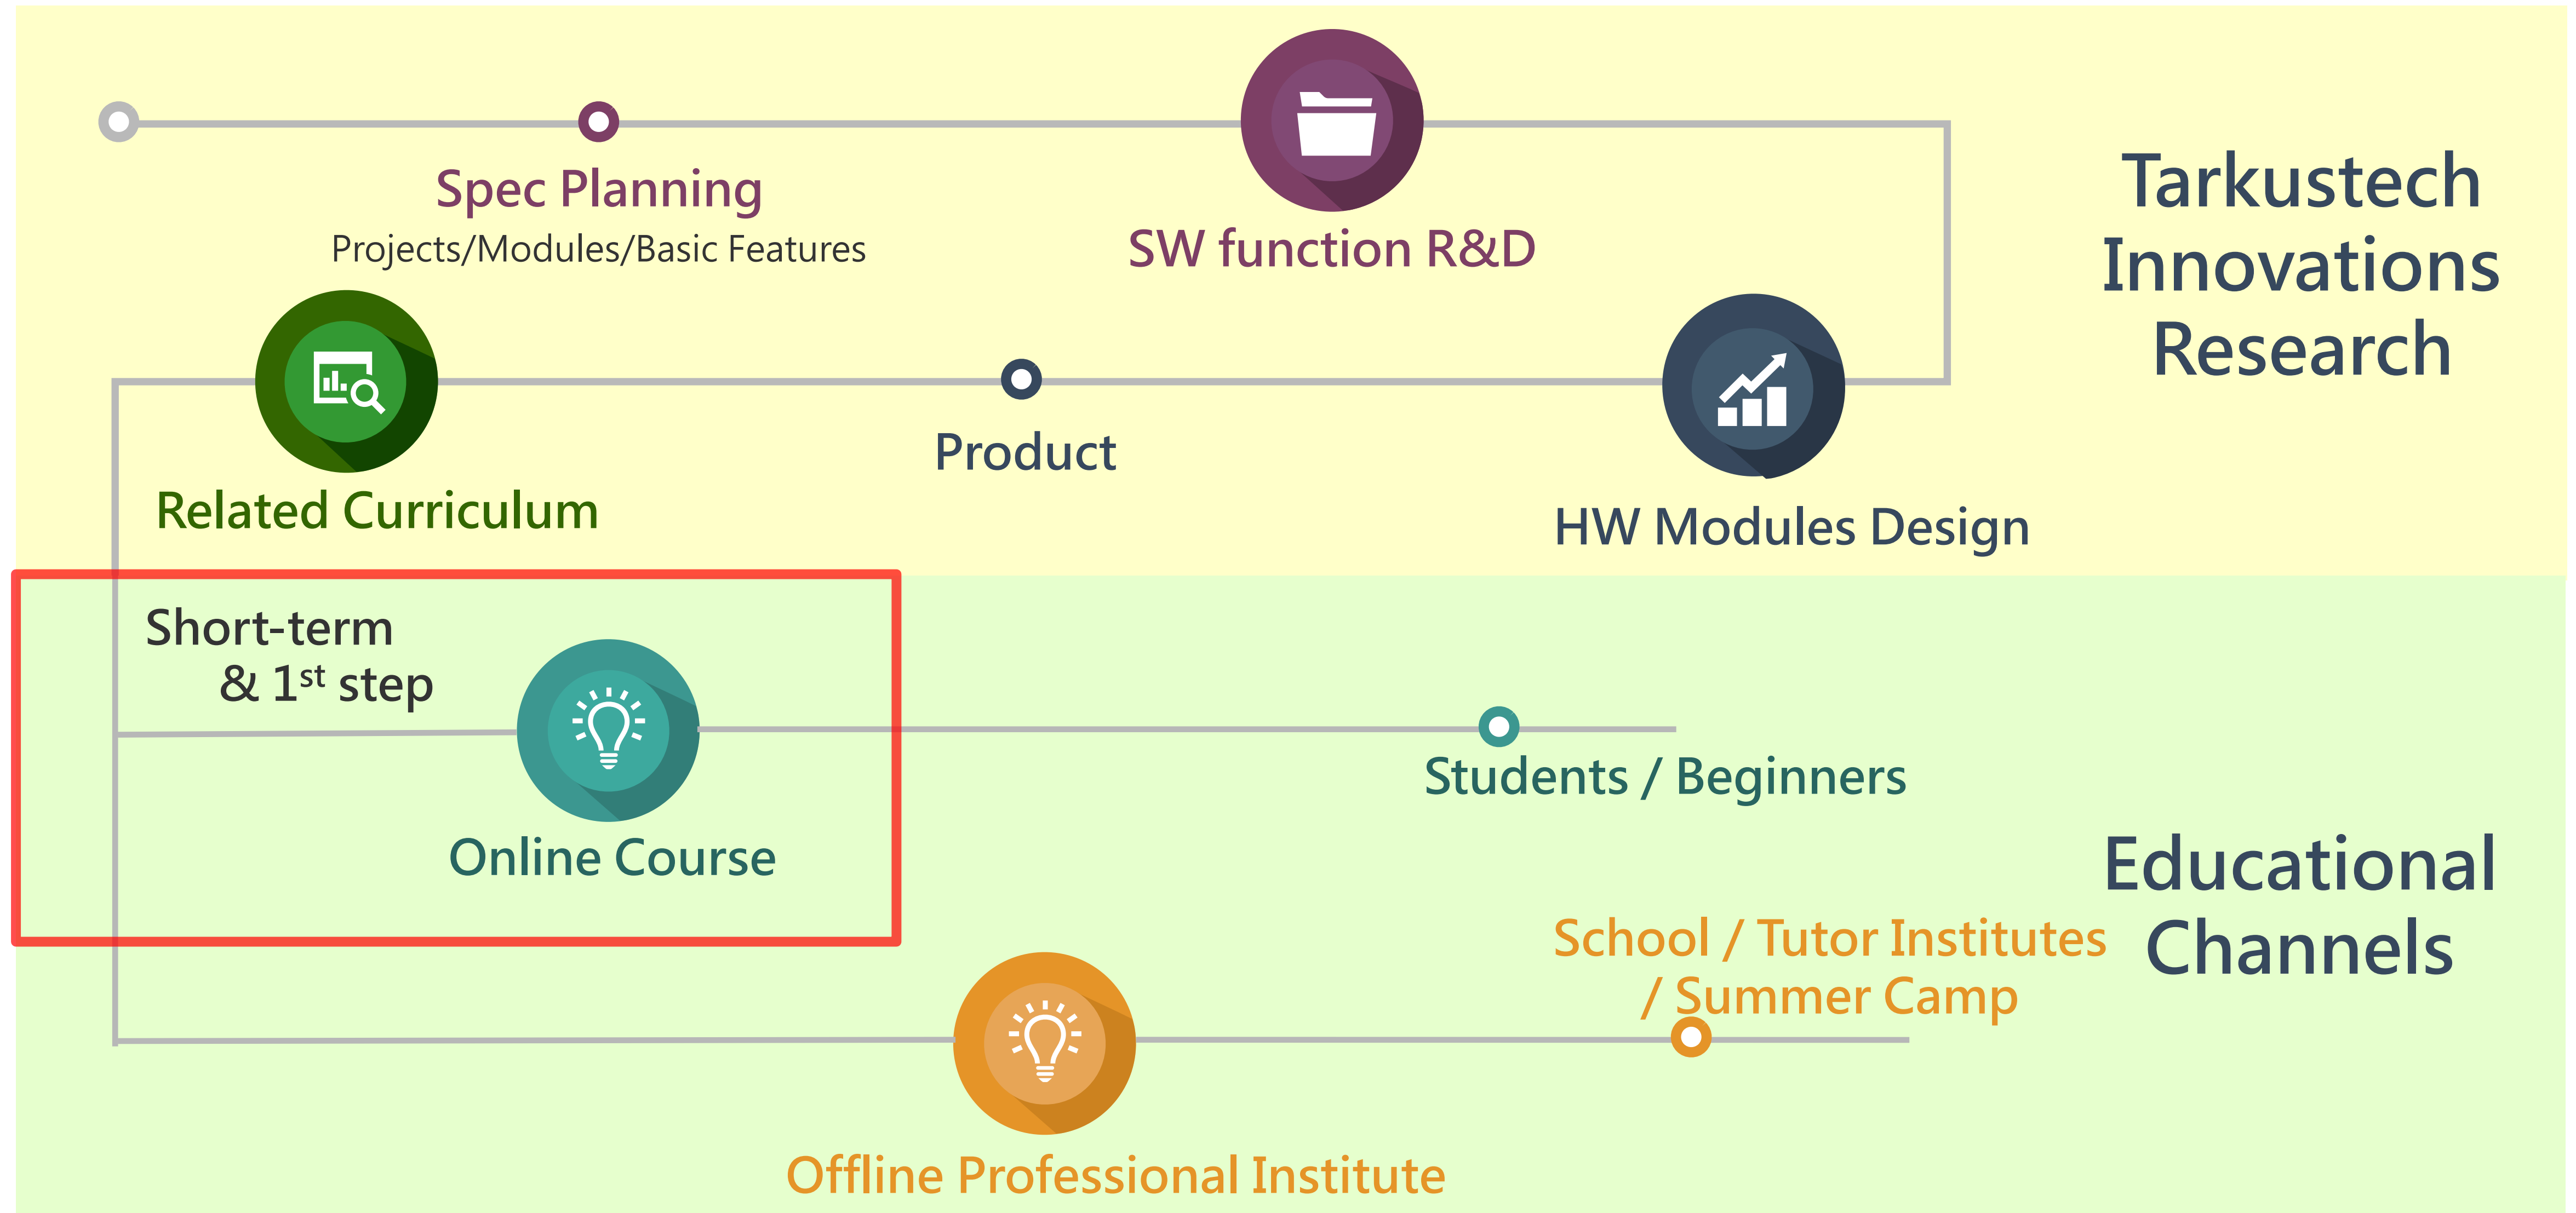 Spec Planning
Projects/Modules/Basic Features
SW function R&D
Tarkustech
Innovations
Research
Related Curriculum
Product
HW Modules Design
Short-term
& 1st step
Online Course
Students / Beginners
Educational
Channels
School / Tutor Institutes
/ Summer Camp
Offline Professional Institute